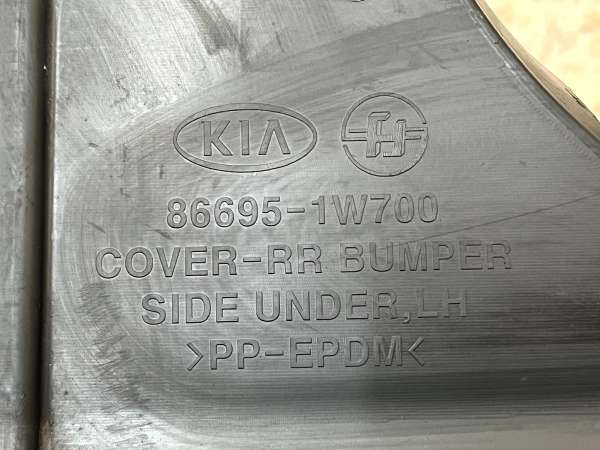 KIA
86695-1W700
COVER-RR BUMPER
SIDE UNDER,LH
>PP-EPDM<